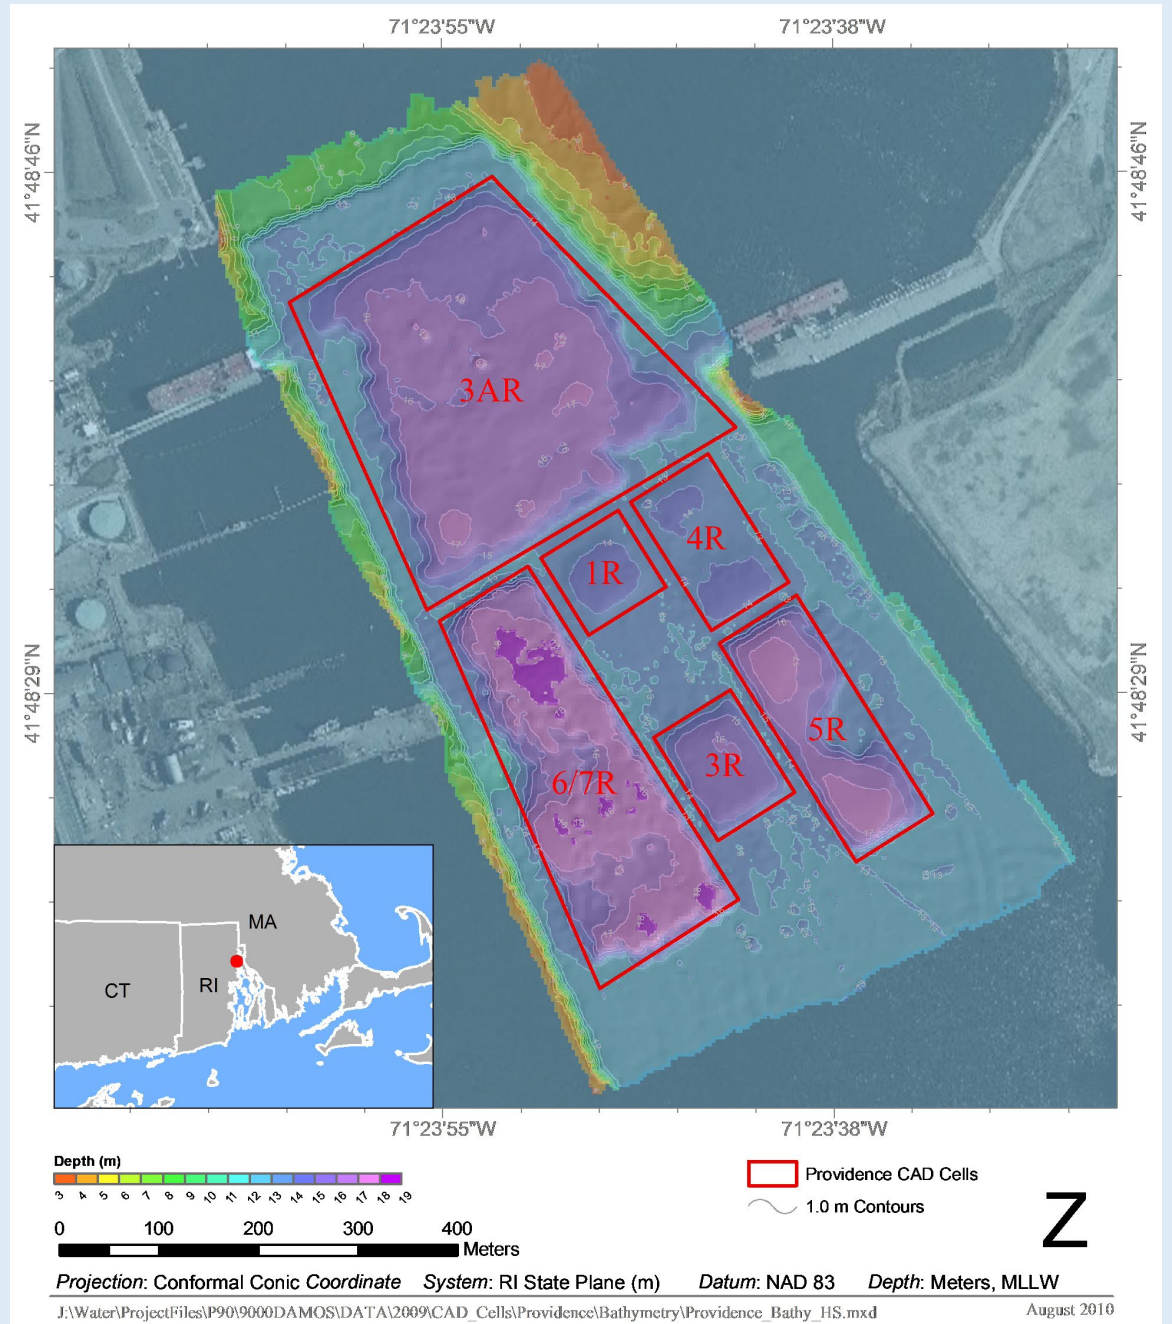 71°23'55"W 71°23'38"W
41°48'46"N 41°48'46"N
3AR
4R
1R
41°48'29"N 41°48'29"N
5R
3R
6/7R
MA
CT RI
71°23'55"W 71°23'38"W
Depth (m)
3 4 5 6 7 8 9 10 11 12 13 14 15 16 17 18 19
Providence CAD Cells
1.0 m Contours
Z
0 100 200 300 400
Meters
Projection: Conformal Conic Coordinate System: RI State Plane (m) Datum: NAD 83 Depth: Meters, MLLW
J:\Water\ProjectFiles\P90\9000DAMOS\DATA\2009\CAD_Cells\Providence\Bathymetry\Providence_Bathy_HS.mxd August 2010